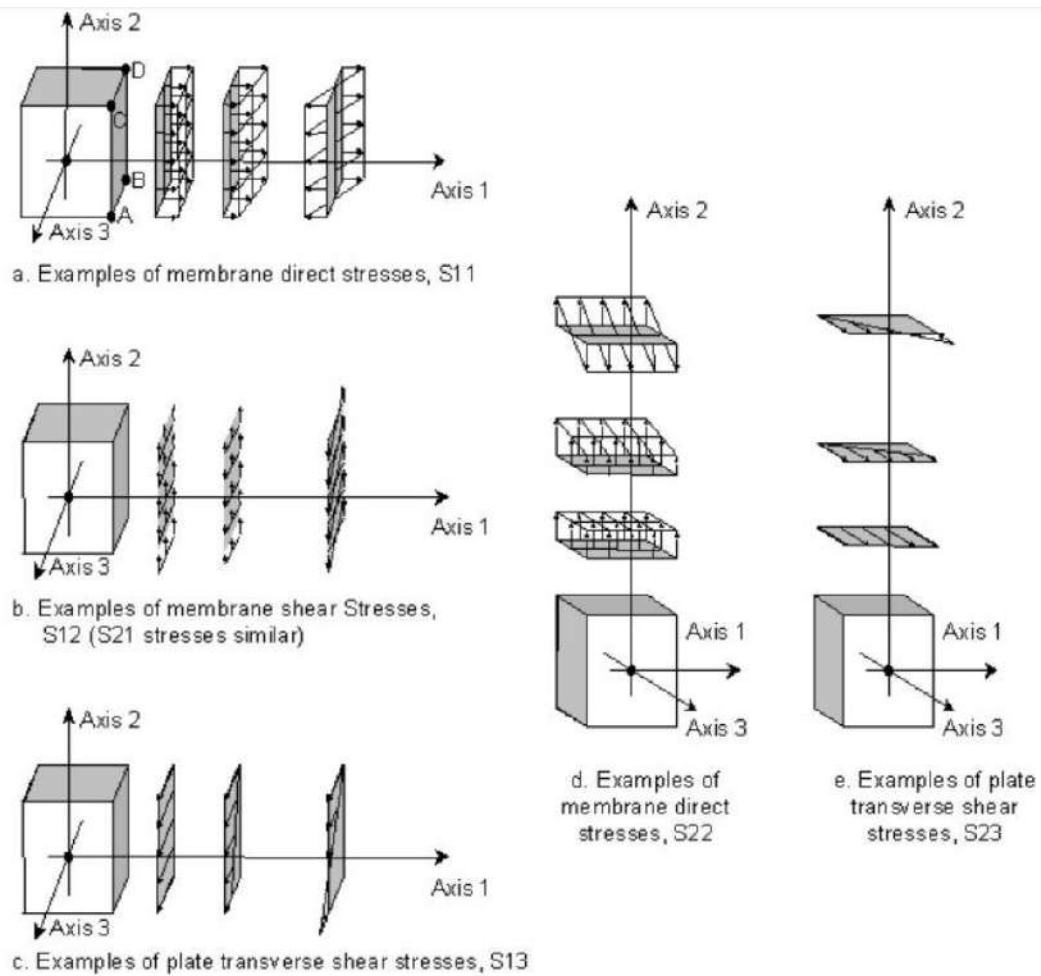 Axis 2
D
C
B
A
Axis 1
Axis 3
a. Examples of membrane direct stresses, S11
Axis 2
Axis 1
Axis 3
b. Examples of membrane shear Stresses,
S12 (S21 stresses similar)
Axis 2
Axis 1
Axis 3
c. Examples of plate transverse shear stresses, S13
Axis 2
Axis 1
Axis 3
d. Examples of
membrane direct
stresses, S22
Axis 2
Axis 1
Axis 3
e. Examples of plate
transverse shear
stresses, S23